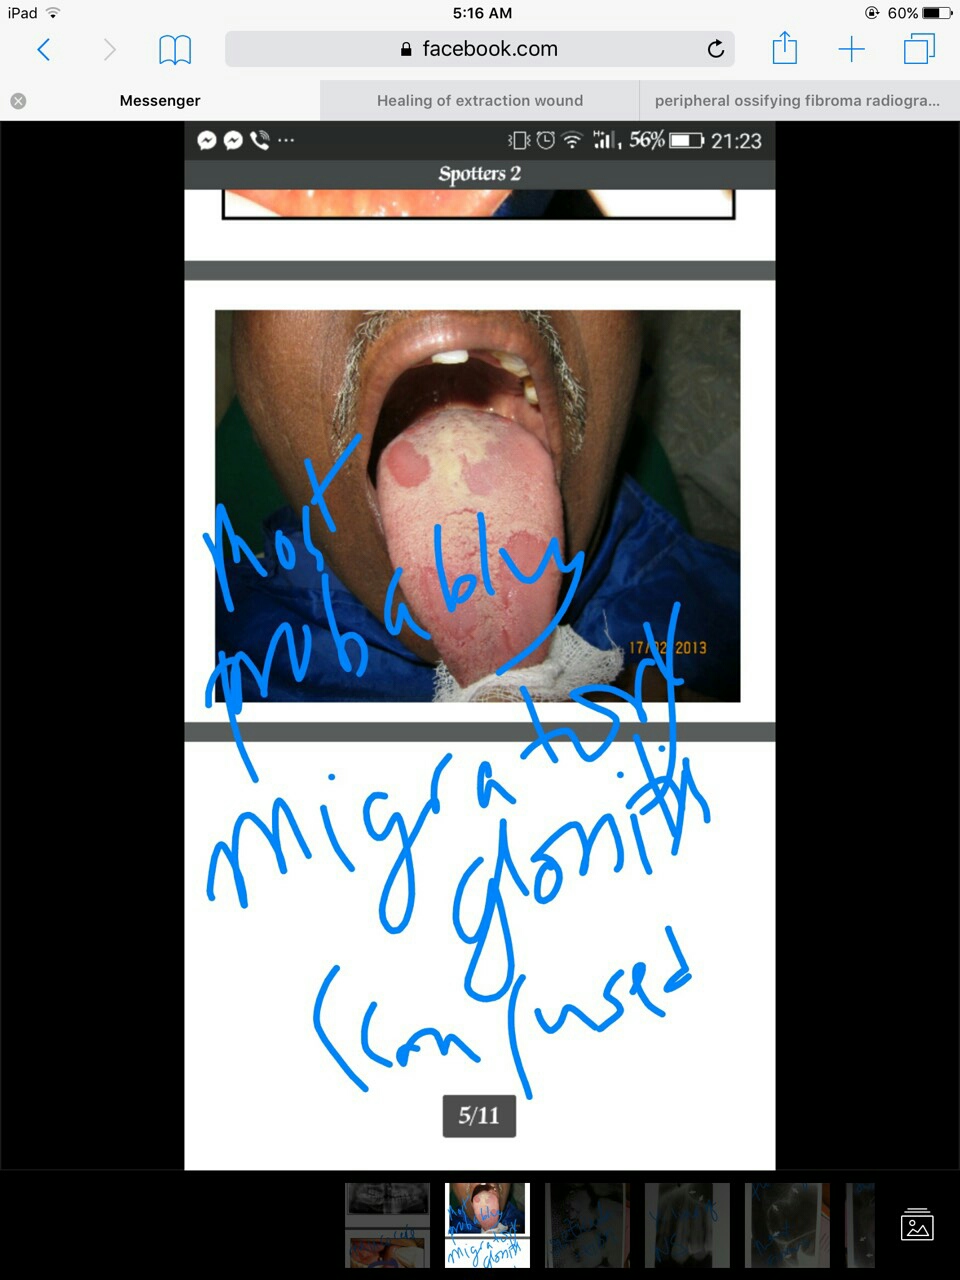 iPad
5:16 AM
60%
facebook.com
Messenger
Healing of extraction wound
peripheral ossifying fibroma radiogra...
56% 21:23
Spotters 2
17/02 2013
Most
probably
migratory
glossitis
(confused
5/11